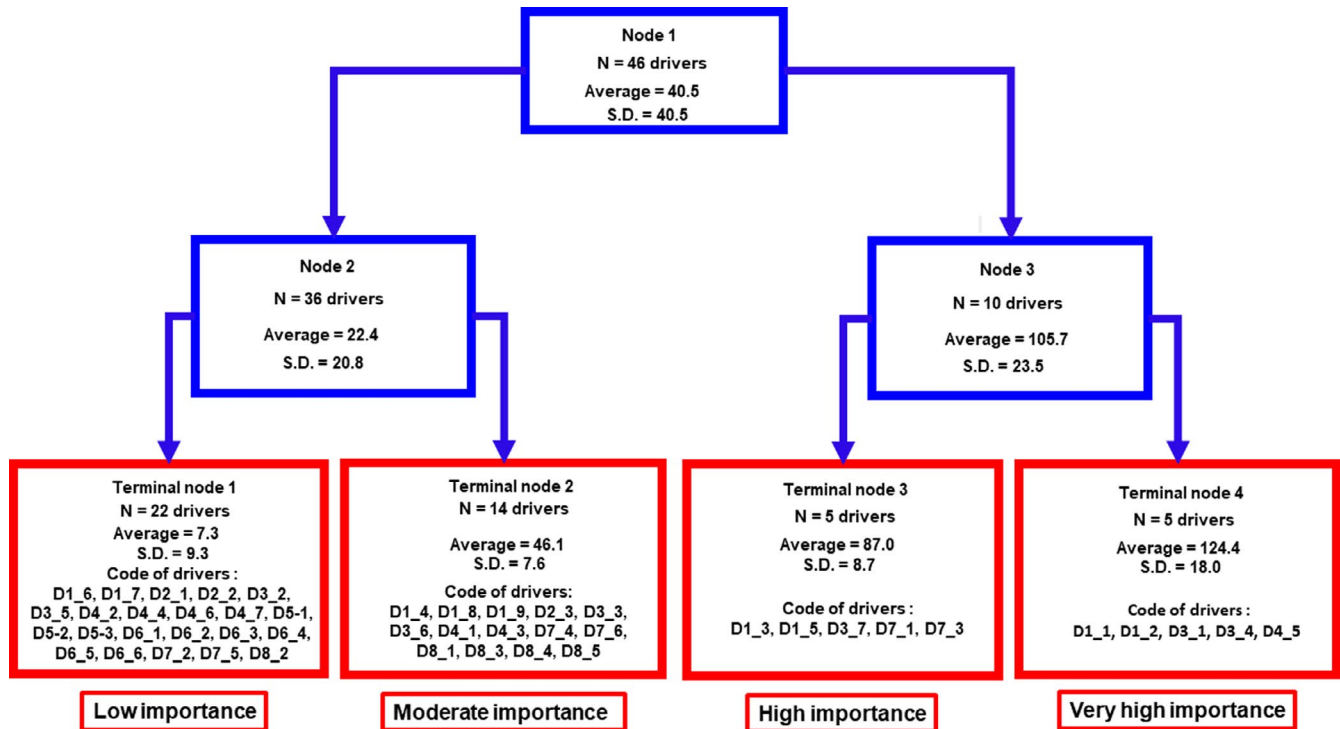 Node 1
N = 46 drivers
Average = 40.5
S.D. = 40.5
Node 2
N = 36 drivers
Average = 22.4
S.D. = 20.8
Node 3
N = 10 drivers
Average = 105.7
S.D. = 23.5
Terminal node 1
N = 22 drivers
Average = 7.3
S.D. = 9.3
Code of drivers :
D1_6, D1_7, D2_1, D2_2, D3_2,
D3_5, D4_2, D4_4, D4_6, D4_7, D5-1,
D5-2, D5-3, D6_1, D6_2, D6_3, D6_4,
D6_5, D6_6, D7_2, D7_5, D8_2
Terminal node 2
N = 14 drivers
Average = 46.1
S.D. = 7.6
Code of drivers:
D1_4, D1_8, D1_9, D2_3, D3_3,
D3_6, D4_1, D4_3, D7_4, D7_6,
D8_1, D8_3, D8_4, D8_5
Terminal node 3
N = 5 drivers
Average = 87.0
S.D. = 8.7
Code of drivers :
D1_3, D1_5, D3_7, D7_1, D7_3
Terminal node 4
N = 5 drivers
Average = 124.4
S.D. = 18.0
Code of drivers :
D1_1, D1_2, D3_1, D3_4, D4_5
Low importance
Moderate importance
High importance
Very high importance